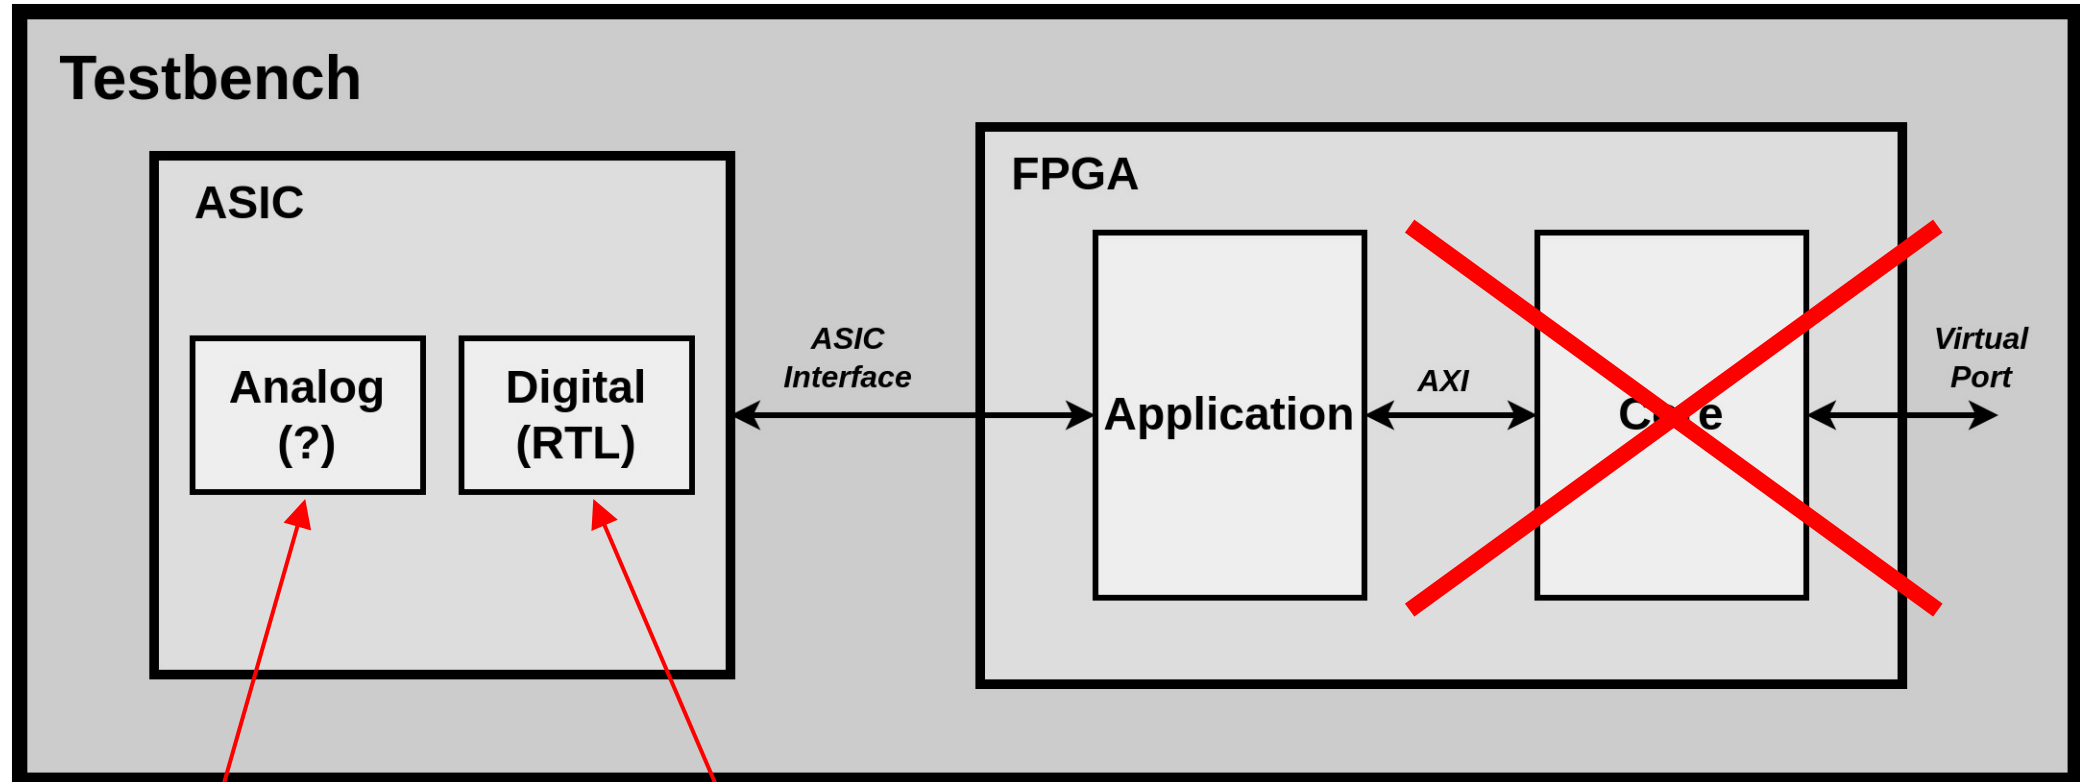 Testbench
ASIC
FPGA
Analog
(?)
Digital
(RTL)
ASIC
Interface
Application
AXI
Virtual
Port